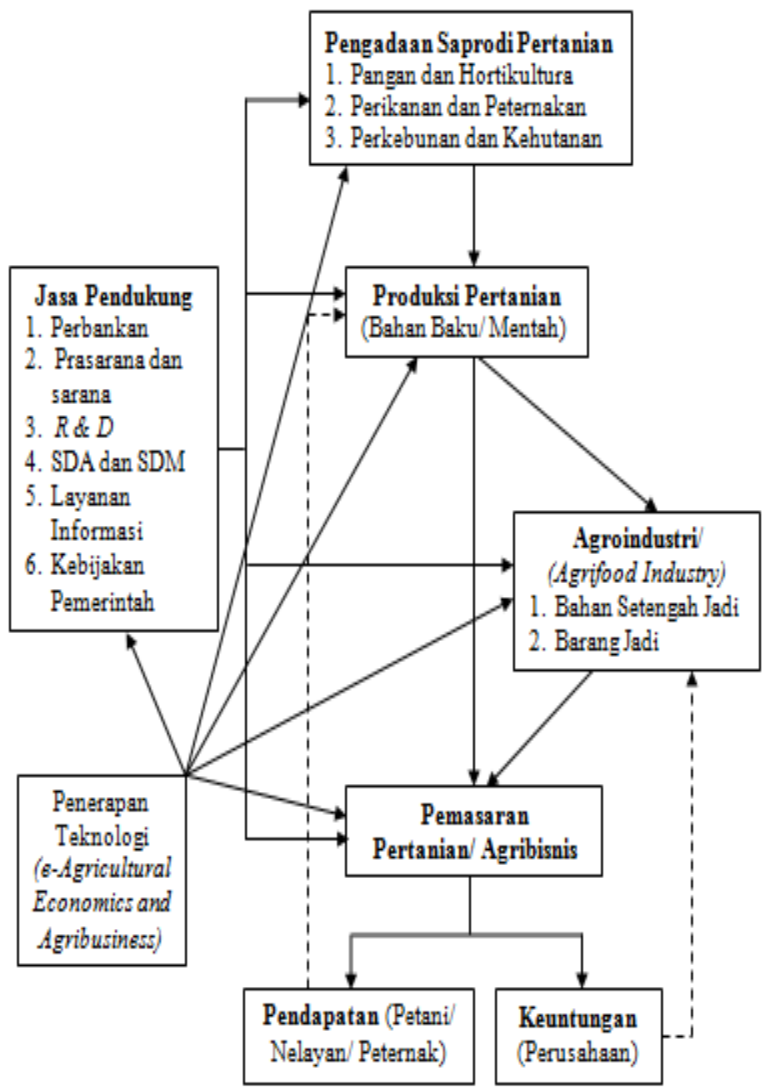 Pengadaan Saprodi Pertanian
1. Pangan dan Hortikultura
2. Perikanan dan Peternakan
3. Perkebunan dan Kehutanan
Jasa Pendukung
1. Perbankan
2. Prasarana dan
sarana
3. R & D
4. SDA dan SDM
5. Layanan
Informasi
6. Kebijakan
Pemerintah
Produksi Pertanian
(Bahan Baku/ Mentah)
Agroindustri/
(Agrifood Industry)
1. Bahan Setengah Jadi
2. Barang Jadi
Penerapan
Teknologi
(e-Agricultural
Economics and
Agribusiness)
Pemasaran
Pertanian/ Agribisnis
Pendapatan (Petani/
Nelayan/ Peternak)
Keuntungan
(Perusahaan)